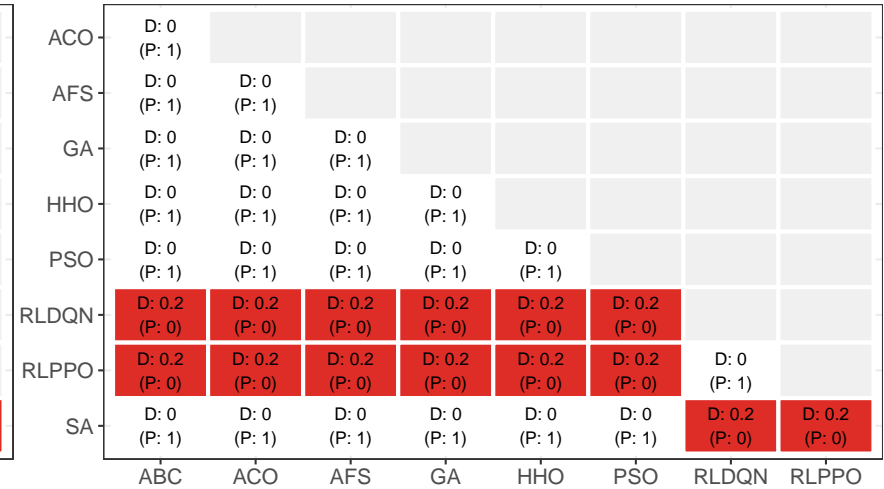 ACO D: 0
(P: 1)
AFS D: 0 D: 0
(P: 1) (P: 1)
GA D: 0 D: 0 D: 0
(P: 1) (P: 1) (P: 1)
HHO D: 0 D: 0 D: 0 D: 0
(P: 1) (P: 1) (P: 1) (P: 1)
PSO D: 0 D: 0 D: 0 D: 0 D: 0
(P: 1) (P: 1) (P: 1) (P: 1) (P: 1)
RLDQN D: 0.2 D: 0.2 D: 0.2 D: 0.2 D: 0.2 D: 0.2
(P: 0) (P: 0) (P: 0) (P: 0) (P: 0) (P: 0)
RLPPO D: 0.2 D: 0.2 D: 0.2 D: 0.2 D: 0.2 D: 0.2 D: 0
(P: 0) (P: 0) (P: 0) (P: 0) (P: 0) (P: 0) (P: 1)
SA D: 0 D: 0 D: 0 D: 0 D: 0 D: 0 D: 0.2 D: 0.2
(P: 1) (P: 1) (P: 1) (P: 1) (P: 1) (P: 1) (P: 0) (P: 0)
ABC ACO AFS GA HHO PSO RLDQN RLPPO